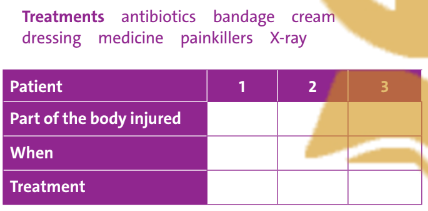 Treatments antibiotics bandage cream
dressing medicine painkillers X-ray
Patient 1 2 3
Part of the body injured
When
Treatment